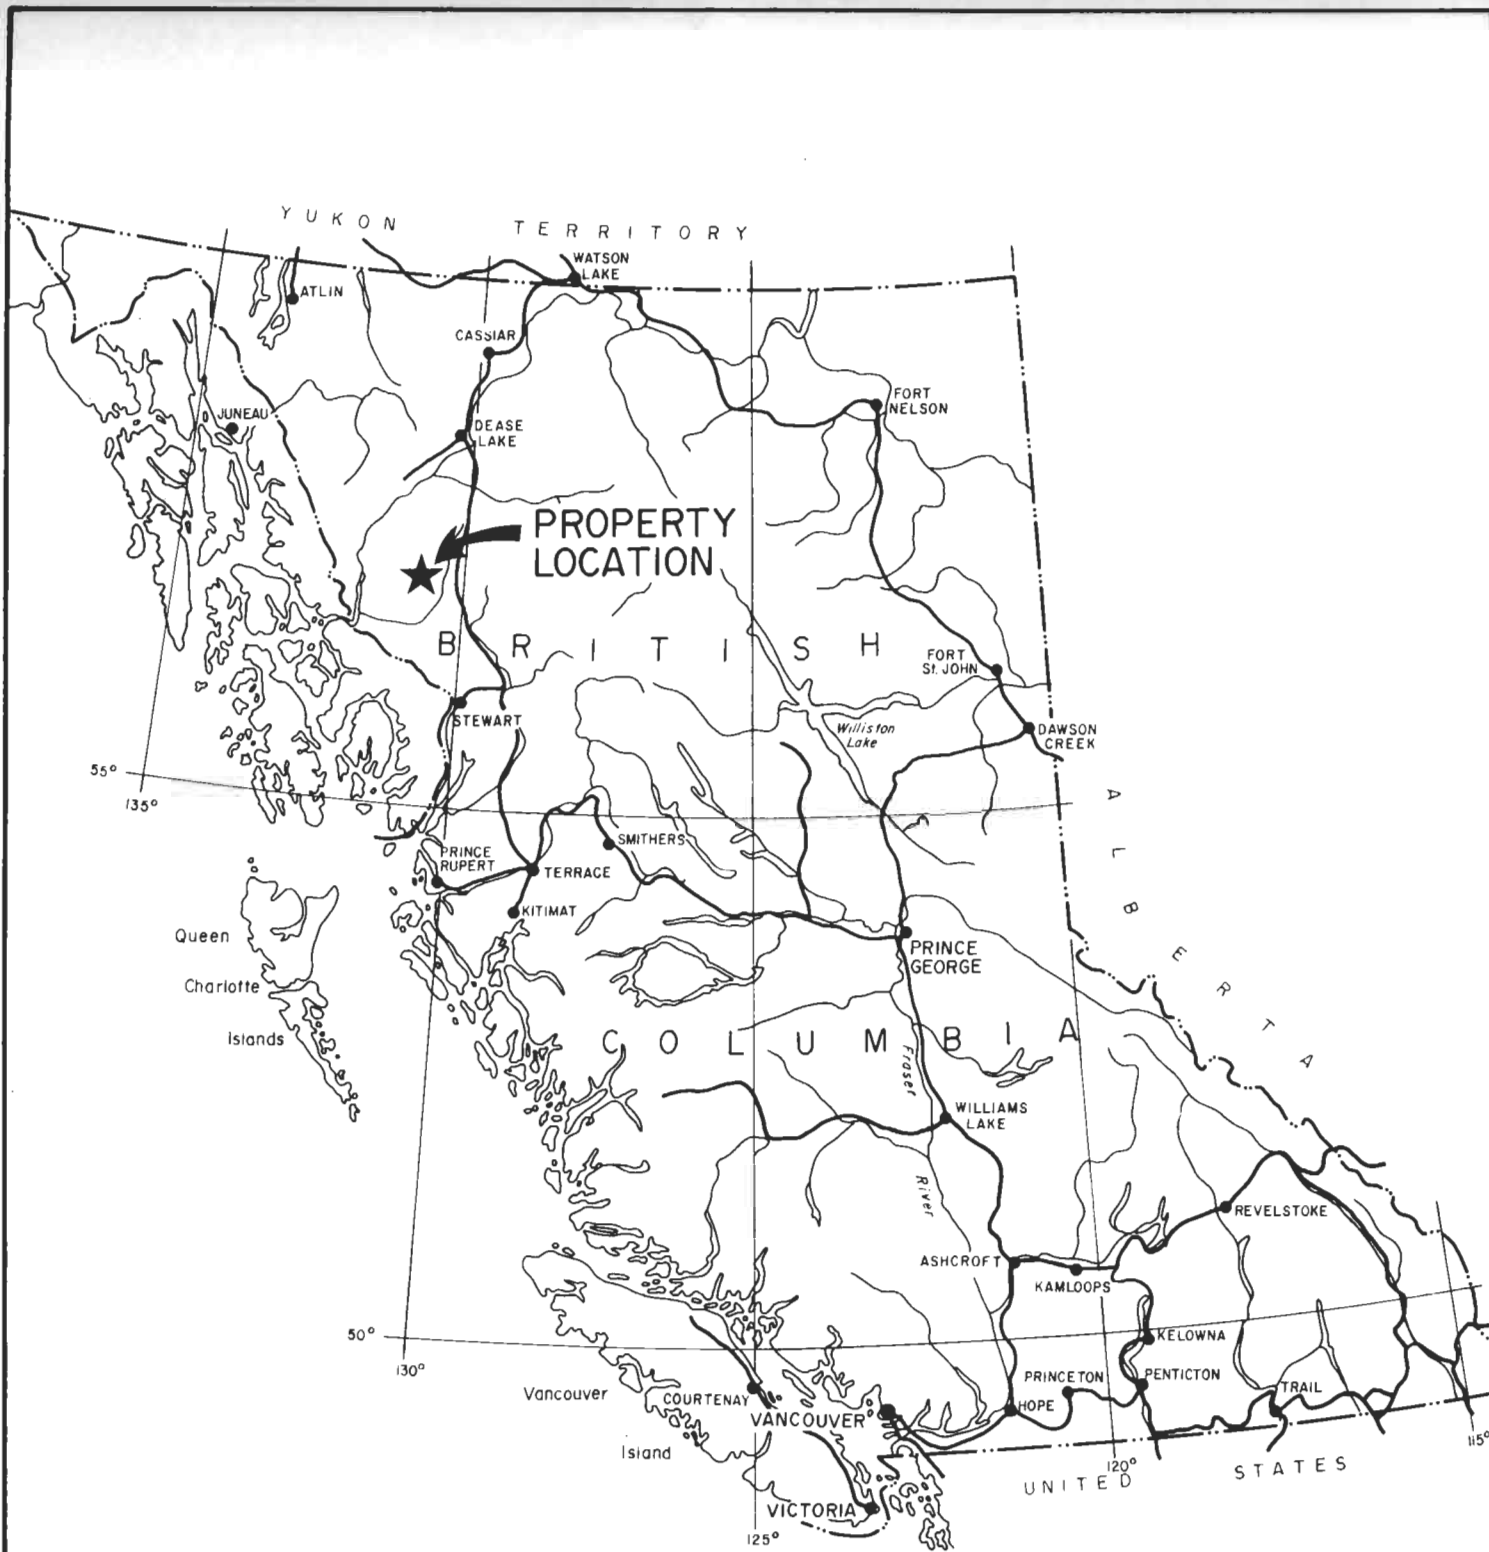 YUKON
TERRITORY
WATSON
LAKE
ATLIN
CASSIAR
JUNEAU
FORT
NELSON
DEASE
LAKE
PROPERTY
LOCATION
BRITISH
FORT
St. JOHN
STEWART
Williston
Lake
DAWSON
CREEK
55°
135°
ALBERTA
SMITHERS
PRINCE
RUPERT
TERRACE
KITIMAT
Queen
Charlotte
Islands
PRINCE
GEORGE
COLUMBIA
Fraser
River
WILLIAMS
LAKE
REVELSTOKE
ASHCROFT
KAMLOOPS
50°
130°
KELOWNA
PRINCETON
PENTICTON
TRAIL
HOPE
Vancouver
Island
COURTENAY
VANCOUVER
VICTORIA
125°
120°
115°
UNITED STATES